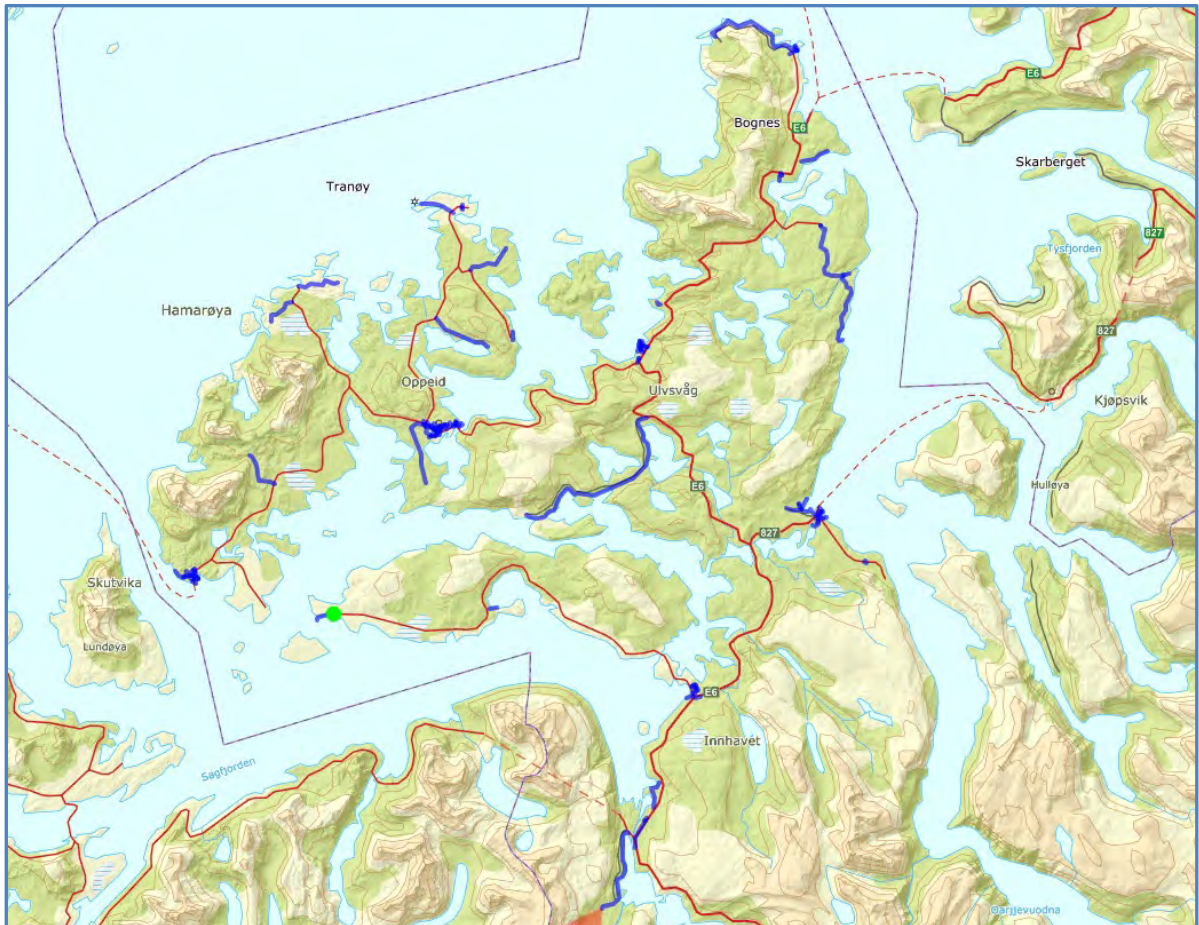 E6
Bognes
E6
Skarberget
Tranøy
827
Tysfjorden
Hamarøya
827
Oppeid
Ulvsvåg
Kjøpsvik
E6
Hulløya
827
Skutvika
Lundøya
E6
Innhavet
Sagfjorden